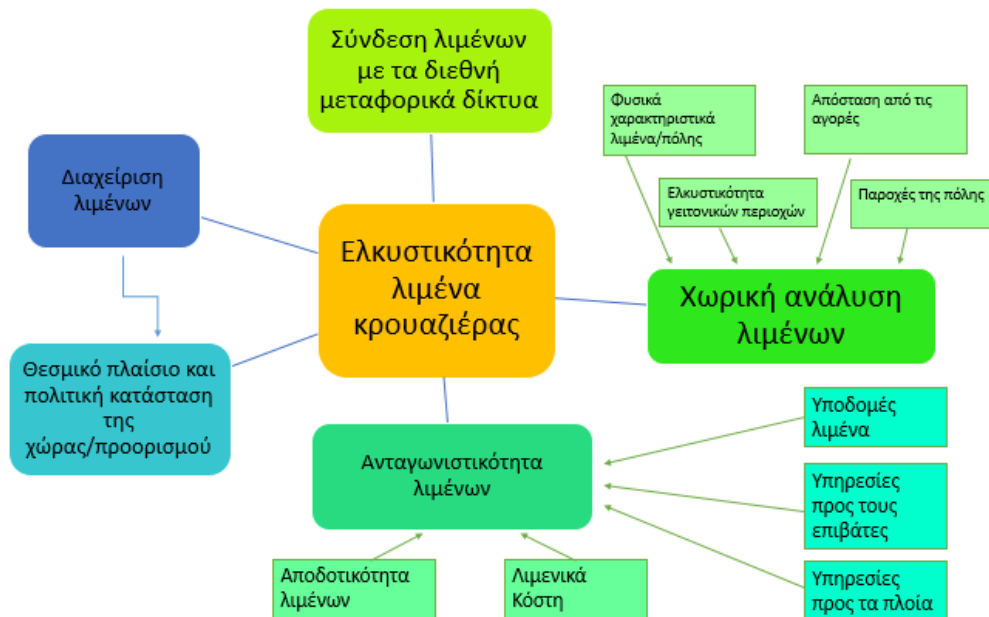 Σύνδεση λιμένων
με τα διεθνή
μεταφορικά δίκτυα
Φυσικά
χαρακτηριστικά
λιμένα/πόλης
Απόσταση από τις
αγορές
Διαχείριση
λιμένων
Ελκυστικότητα
γειτονικών περιοχών
Παροχές της πόλης
Ελκυστικότητα
λιμένα
κρουαζιέρας
Χωρική ανάλυση
λιμένων
Θεσμικό πλαίσιο και
πολιτική κατάσταση
της
χώρας/προορισμού
Ανταγωνιστικότητα
λιμένων
Υποδομές
λιμένα
Υπηρεσίες
προς τους
επιβάτες
Υπηρεσίες
προς τα πλοία
Αποδοτικότητα
λιμένων
Λιμενικά
Κόστη